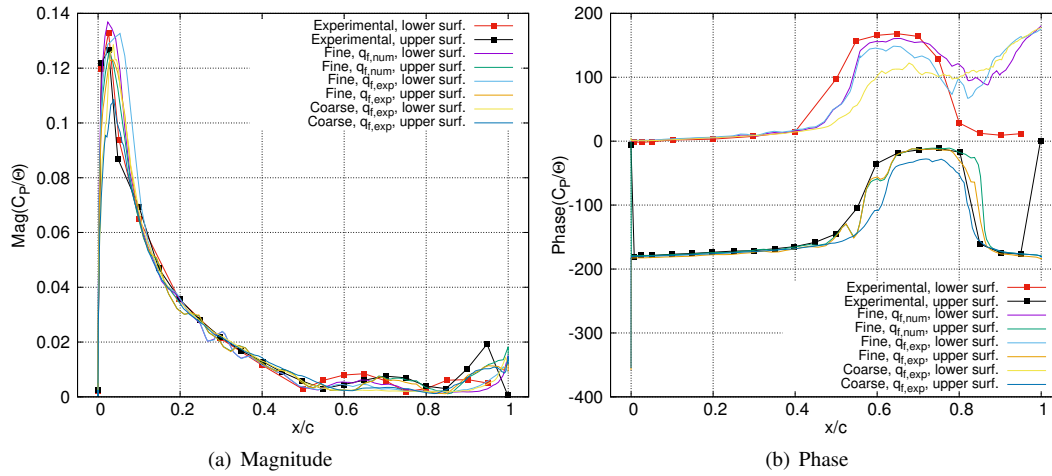 0.14
0.12
0.1
0.08
0.06
0.04
0.02
0
Mag(C_P/Θ)
Experimental, lower surf.
Experimental, upper surf.
Fine, q_f,num, lower surf.
Fine, q_f,num, upper surf.
Fine, q_f,exp, lower surf.
Fine, q_f,exp, upper surf.
Coarse, q_f,exp, lower surf.
Coarse, q_f,exp, upper surf.
0 0.2 0.4 0.6 0.8 1
x/c
(a) Magnitude
200
100
0
-100
-200
-300
-400
Phase(C_P/Θ)
Experimental, lower surf.
Experimental, upper surf.
Fine, q_f,num, lower surf.
Fine, q_f,num, upper surf.
Fine, q_f,exp, lower surf.
Fine, q_f,exp, upper surf.
Coarse, q_f,exp, lower surf.
Coarse, q_f,exp, upper surf.
0 0.2 0.4 0.6 0.8 1
x/c
(b) Phase